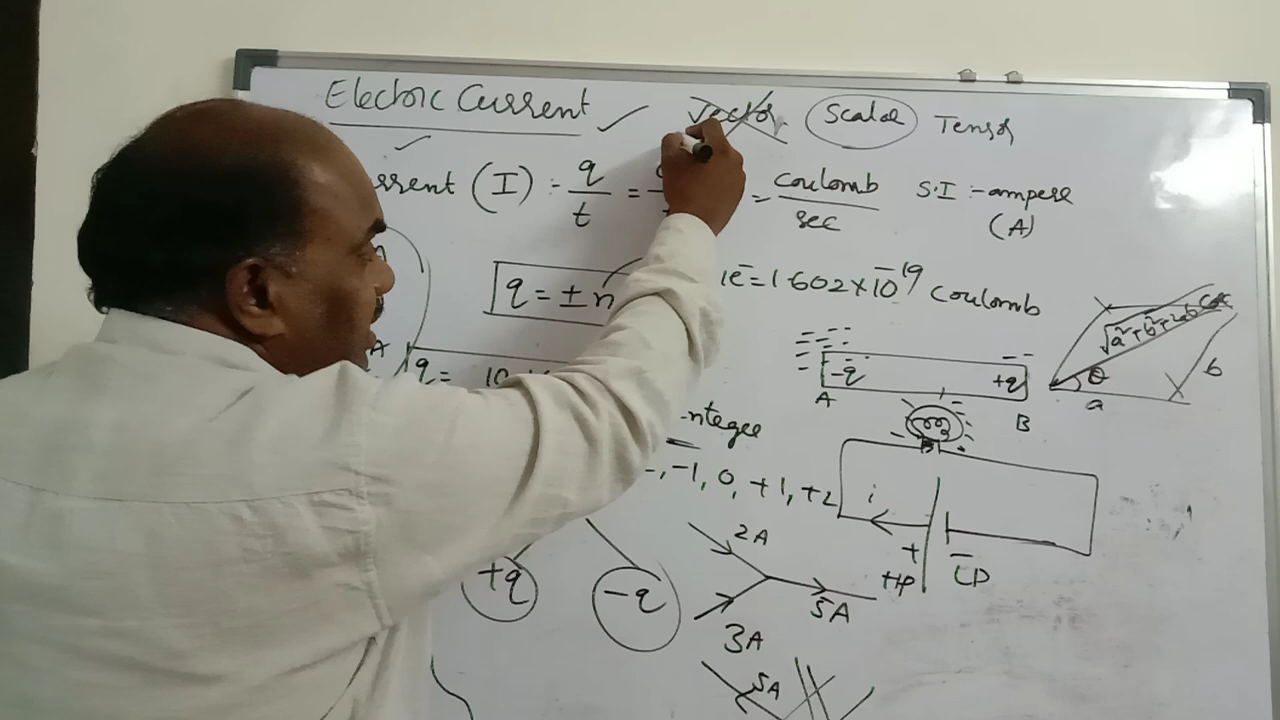 Electric Current ✓ Vector Scalar Tensor
rrent (I) :- q/t = = Coulomb/sec S.I :- ampere (A)
q = ±n
1e⁻ = 1.602 × 10⁻¹⁹ Coulomb
√a²+b²+2ab Cos
θ
a
b
q =
-q +q
A B
nteger
-1, 0, +1, +2
i
+ −
HP LP
2A
3A
5A
+q -q
5A